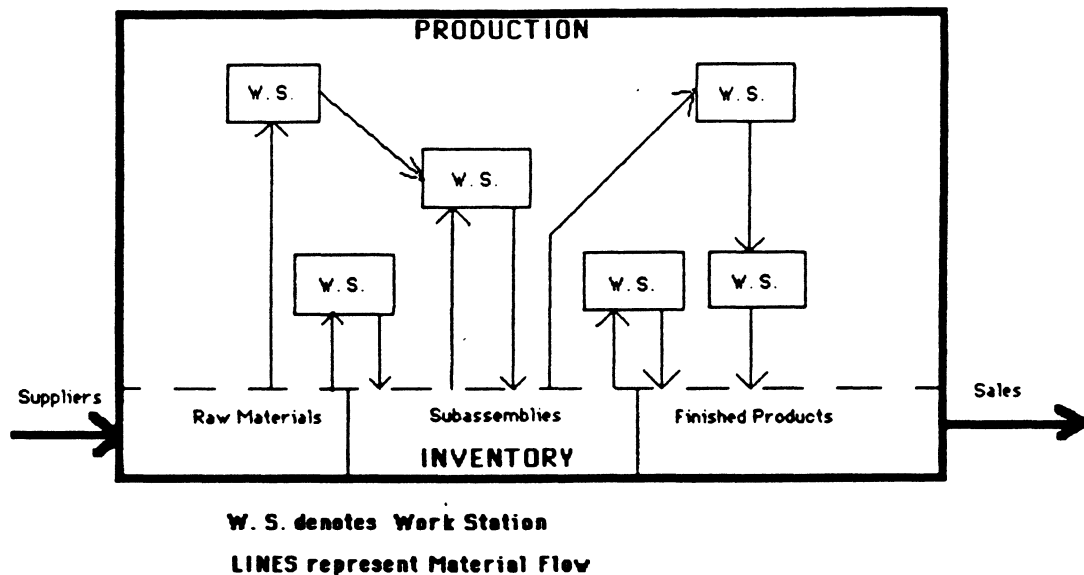 PRODUCTION
W. S.
W. S.
W. S.
W. S.
W. S.
W. S.
Suppliers
Sales
Raw Materials
Subassemblies
Finished Products
INVENTORY
W. S. denotes Work Station
LINES represent Material Flow